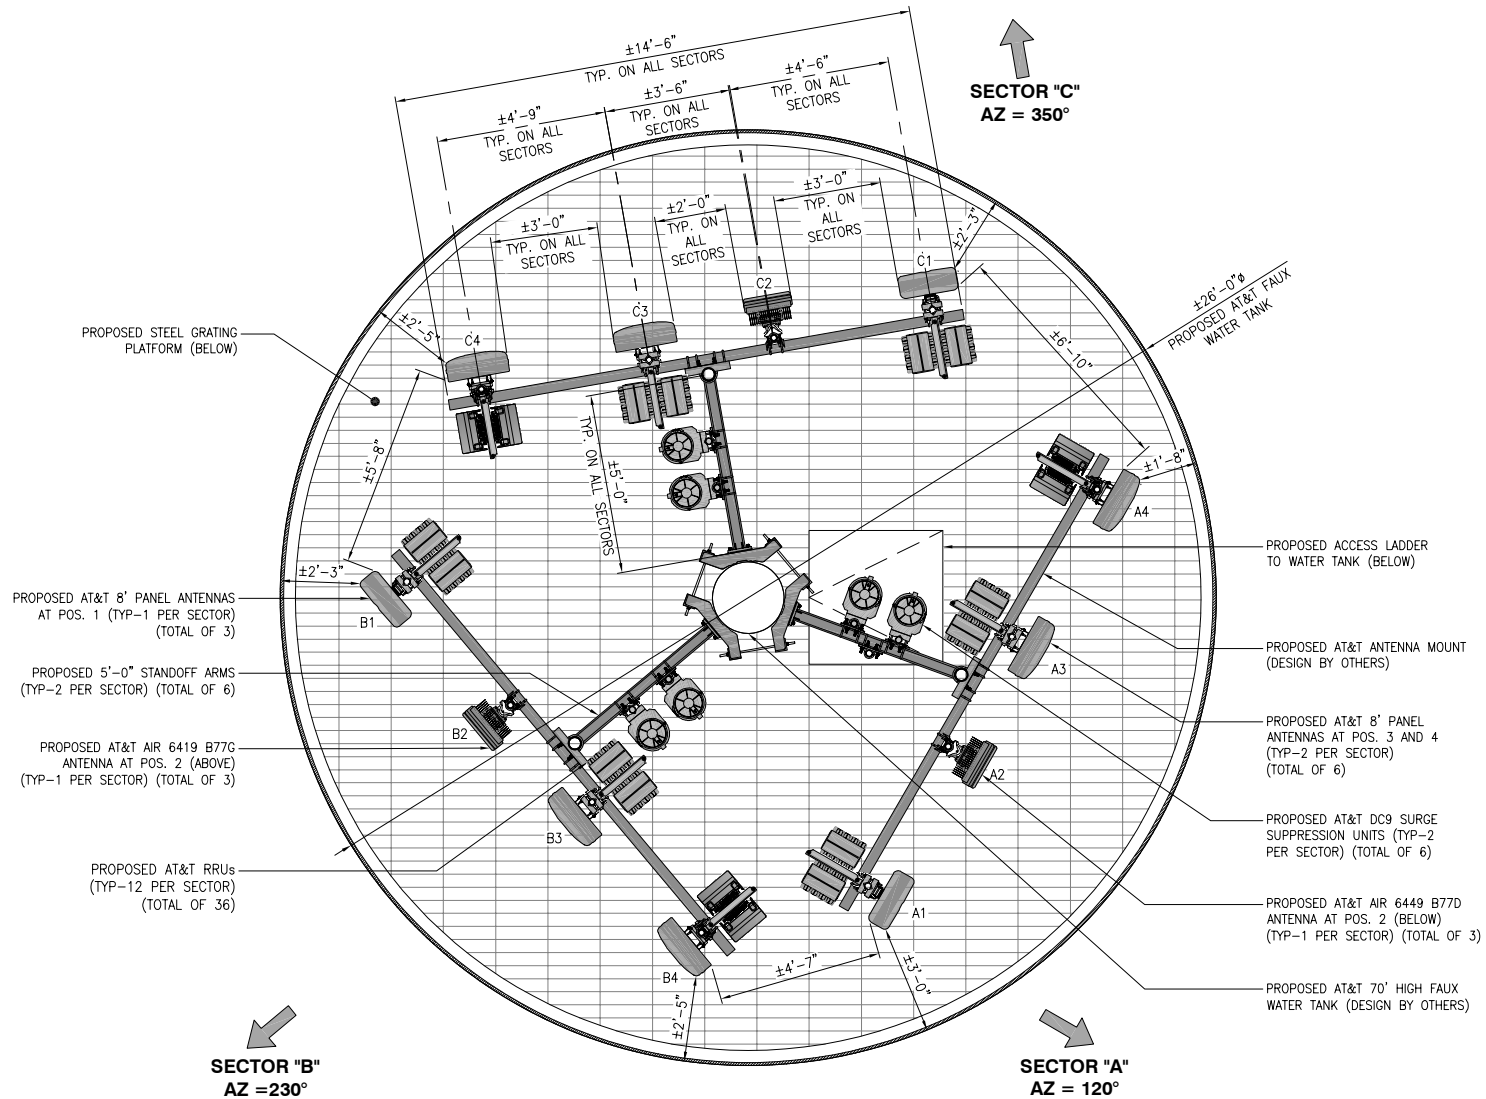 ±14'-6"
TYP. ON ALL SECTORS
±4'-9"
TYP. ON ALL
SECTORS
±3'-6"
TYP. ON ALL
SECTORS
±4'-6"
TYP. ON ALL
SECTORS
SECTOR "C"
AZ = 350°
±3'-0"
TYP. ON ALL
SECTORS
±2'-0"
TYP. ON
ALL
SECTORS
±3'-0"
TYP. ON
ALL
SECTORS
±2'-3"
C1
C2
C3
C4
±26'-0"ø
PROPOSED AT&T FAUX
WATER TANK
±2'-5"
±6'-10"
PROPOSED STEEL GRATING
PLATFORM (BELOW)
±5'-8"
±5'-0"
TYP. ON ALL SECTORS
±1'-8"
A4
PROPOSED ACCESS LADDER
TO WATER TANK (BELOW)
±2'-3"
PROPOSED AT&T 8' PANEL ANTENNAS
AT POS. 1 (TYP-1 PER SECTOR)
(TOTAL OF 3)
B1
PROPOSED AT&T ANTENNA MOUNT
(DESIGN BY OTHERS)
A3
PROPOSED 5'-0" STANDOFF ARMS
(TYP-2 PER SECTOR) (TOTAL OF 6)
PROPOSED AT&T 8' PANEL
ANTENNAS AT POS. 3 AND 4
(TYP-2 PER SECTOR)
(TOTAL OF 6)
B2
PROPOSED AT&T AIR 6419 B77G
ANTENNA AT POS. 2 (ABOVE)
(TYP-1 PER SECTOR) (TOTAL OF 3)
A2
PROPOSED AT&T DC9 SURGE
SUPPRESSION UNITS (TYP-2
PER SECTOR) (TOTAL OF 6)
B3
PROPOSED AT&T RRUs
(TYP-12 PER SECTOR)
(TOTAL OF 36)
A1
PROPOSED AT&T AIR 6449 B77D
ANTENNA AT POS. 2 (BELOW)
(TYP-1 PER SECTOR) (TOTAL OF 3)
B4
±4'-7"
±3'-0"
±2'-5"
PROPOSED AT&T 70' HIGH FAUX
WATER TANK (DESIGN BY OTHERS)
SECTOR "B"
AZ =230°
SECTOR "A"
AZ = 120°